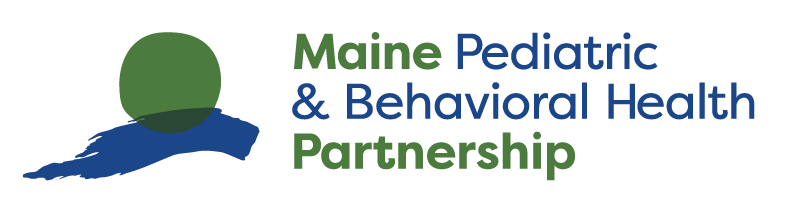 Maine Pediatric
& Behavioral Health
Partnership